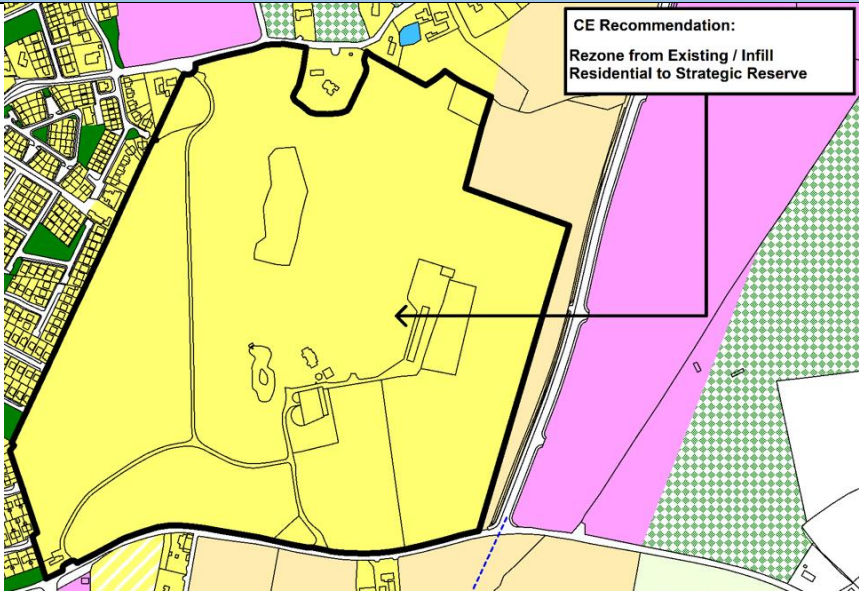 CE Recommendation:
Rezone from Existing / Infill
Residential to Strategic Reserve